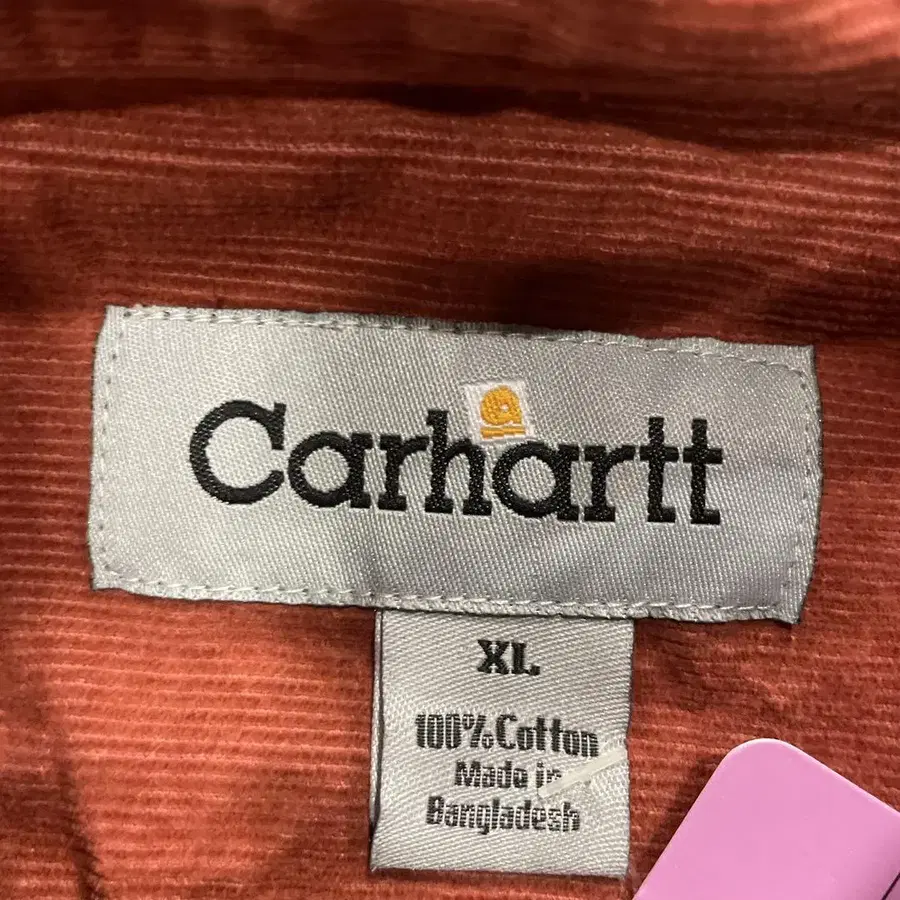 Carhartt
XL
100% Cotton
Made in
Bangladesh